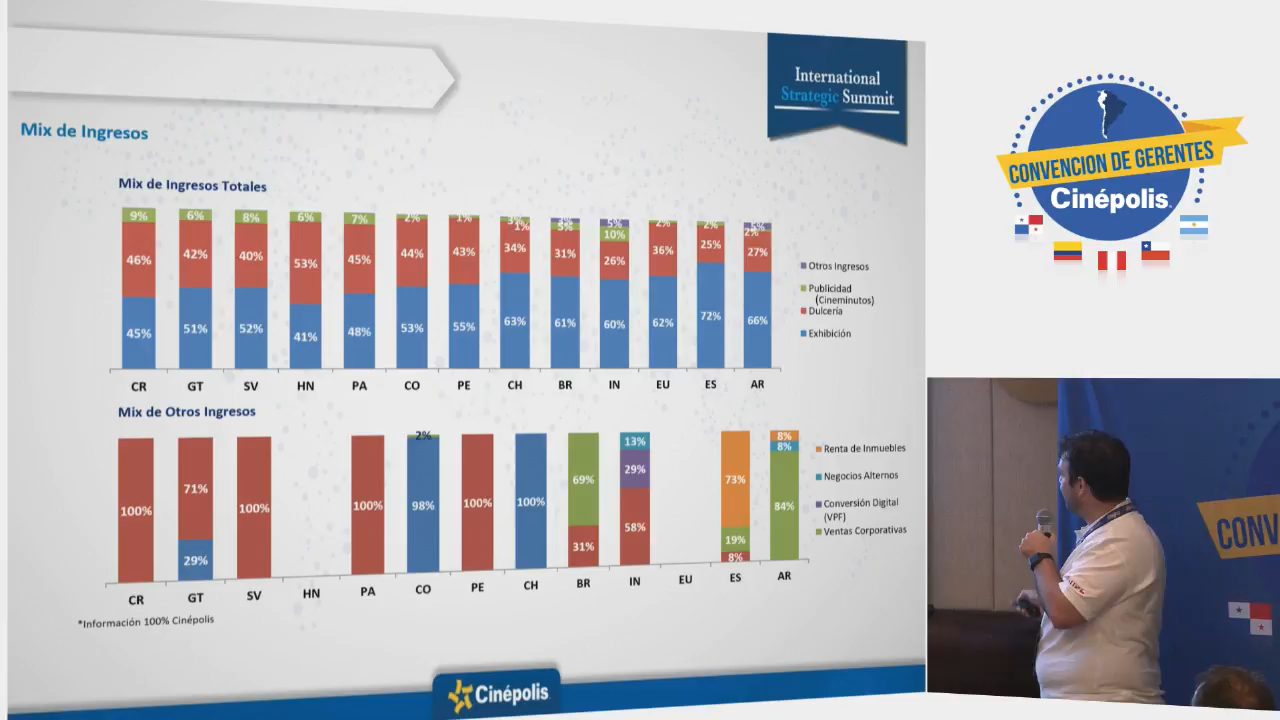 International
Strategic Summit
Mix de Ingresos
Mix de Ingresos Totales
9% 6% 8% 6% 7% 2% 1% 3% 1% 5% 5% 10% 2% 2% 2%
46% 42% 40% 53% 45% 44% 43% 34% 31% 26% 36% 25% 27%
45% 51% 52% 41% 48% 53% 55% 63% 61% 60% 62% 72% 66%
CR GT SV HN PA CO PE CH BR IN EU ES AR
Otros Ingresos
Publicidad
(Cineminutos)
Dulcería
Exhibición
Mix de Otros Ingresos
100% 71% 29% 100% 100% 2% 98% 100% 100% 69% 31% 13% 29% 58% 73% 19% 8% 8% 8% 84%
CR GT SV HN PA CO PE CH BR IN EU ES AR
Renta de Inmuebles
Negocios Alternos
Conversión Digital
(VPF)
Ventas Corporativas
*Información 100% Cinépolis
Cinépolis
CONVENCION DE GERENTES
Cinépolis
CONV